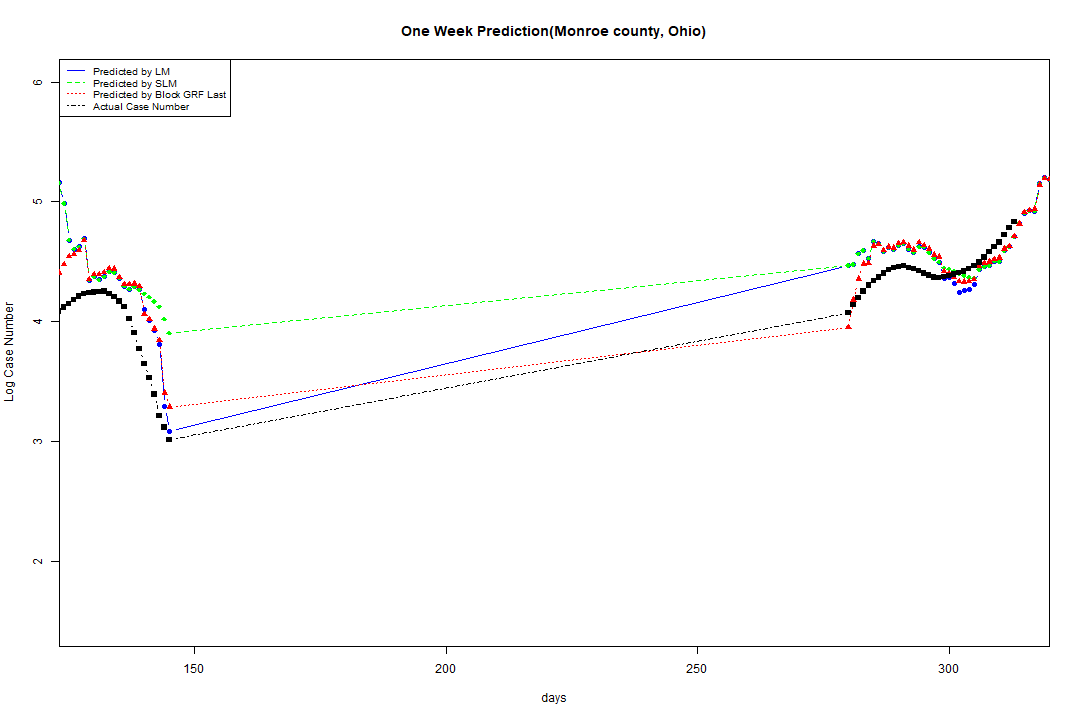 One Week Prediction(Monroe county, Ohio)
Predicted by LM
Predicted by SLM
Predicted by Block GRF Last
Actual Case Number
6
5
4
3
2
Log Case Number
150 200 250 300
days